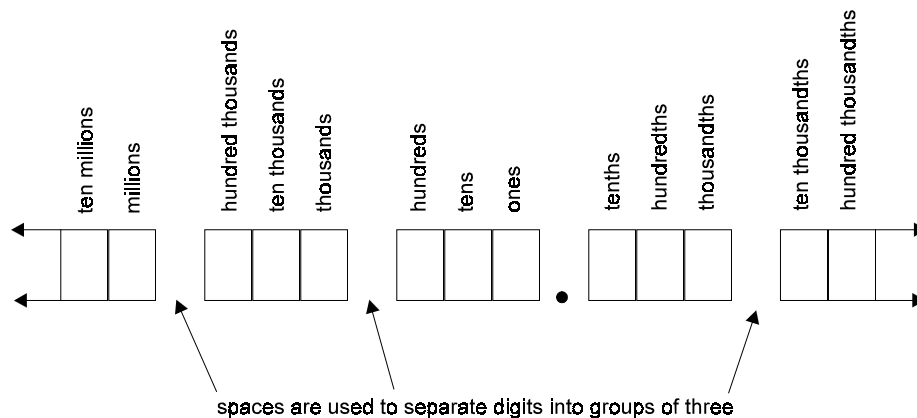 ten millions
millions
hundred thousands
ten thousands
thousands
hundreds
tens
ones
tenths
hundredths
thousandths
ten thousandths
hundred thousandths
spaces are used to separate digits into groups of three